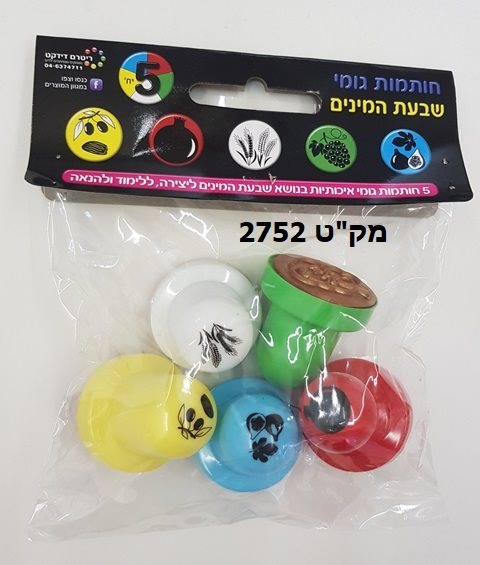 חותמות גומי
שבעת המינים
5
יח'
ריטרם דידקט
04-6374711
כנסו וצפו
במגוון המוצרים
f
5 חותמות גומי איכותיות בנושא שבעת המינים ליצירה, ללימוד ולהנאה
מק"ט 2752